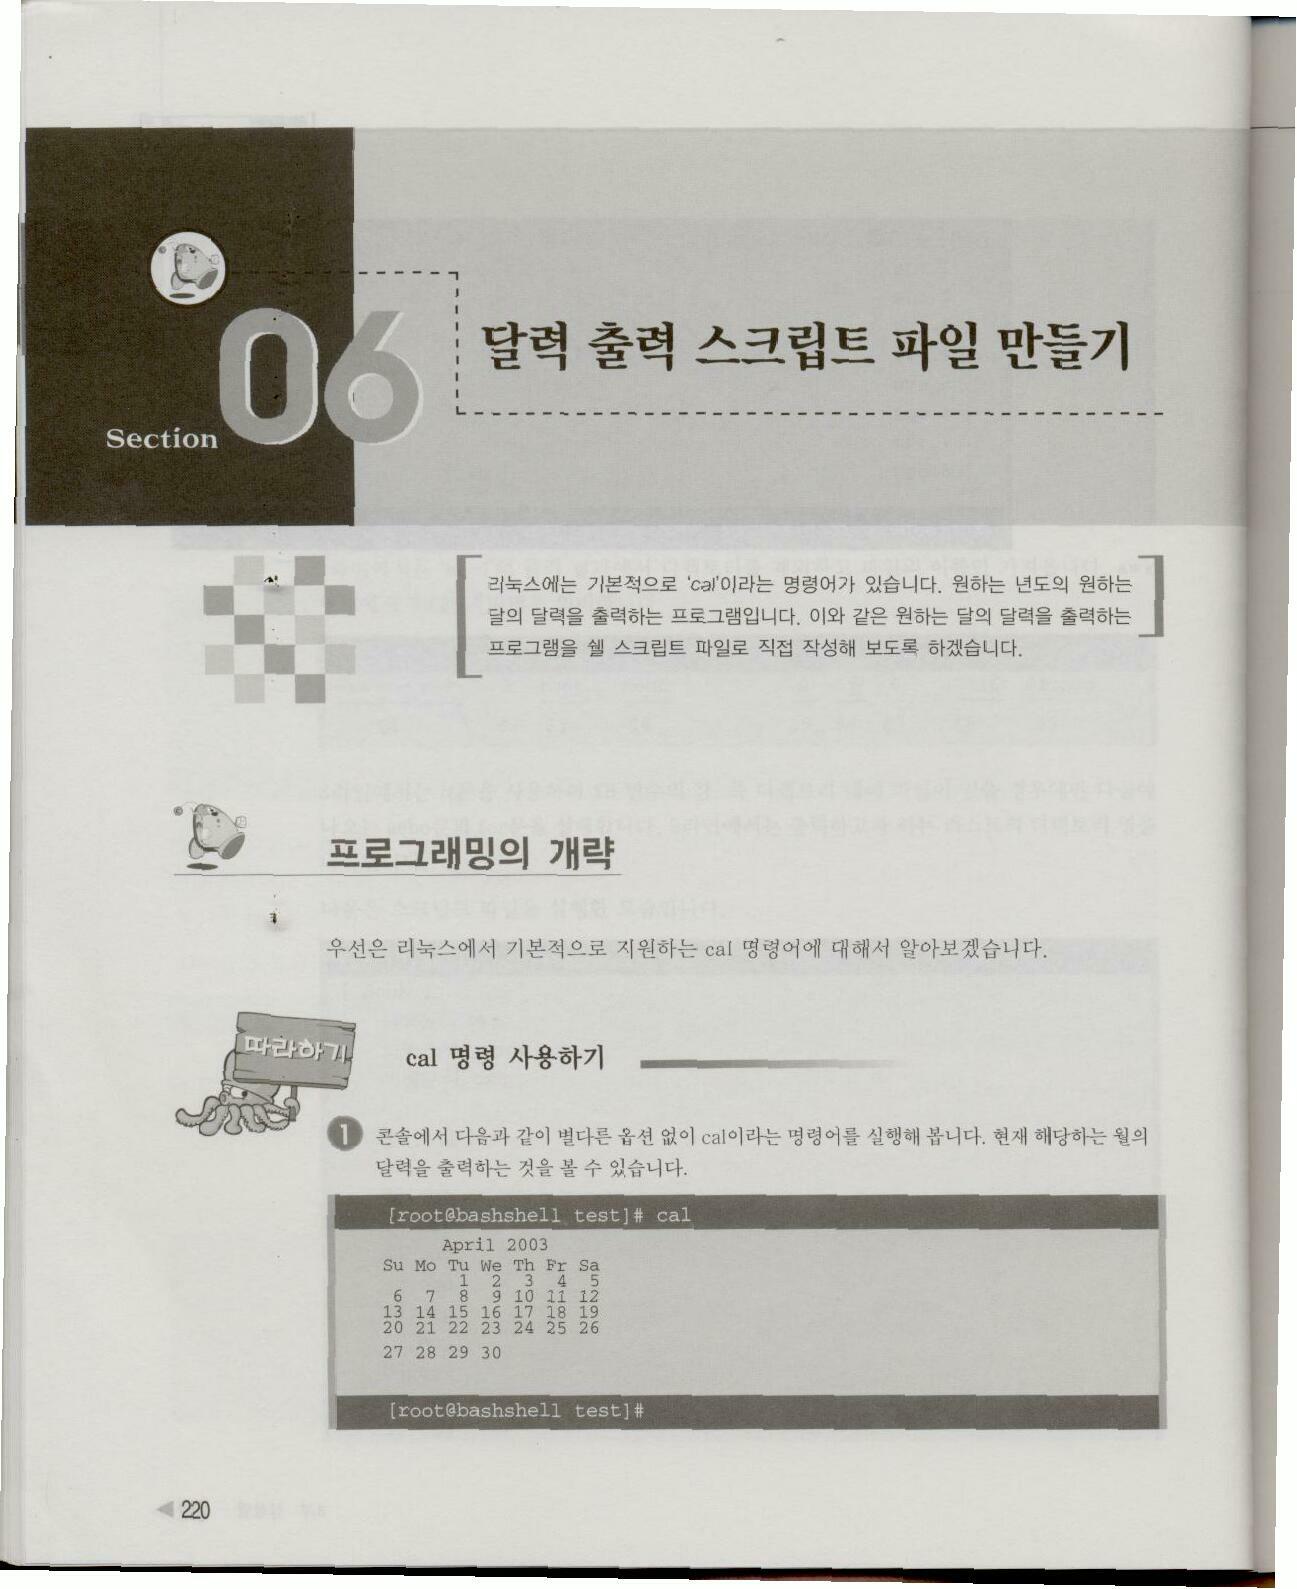 06
Section
달력 출력 스크립트 파일 만들기
리눅스에는 기본적으로 'cal'이라는 명령어가 있습니다. 원하는 년도의 원하는
달의 달력을 출력하는 프로그램입니다. 이와 같은 원하는 달의 달력을 출력하는
프로그램을 쉘 스크립트 파일로 직접 작성해 보도록 하겠습니다.
프로그래밍의 개략
우선은 리눅스에서 기본적으로 지원하는 cal 명령어에 대해서 알아보겠습니다.
따라하기
cal 명령 사용하기
1 콘솔에서 다음과 같이 별다른 옵션 없이 cal이라는 명령어를 실행해 봅니다. 현재 해당하는 월의
달력을 출력하는 것을 볼 수 있습니다.
[root@bashshell test]# cal
April 2003
Su Mo Tu We Th Fr Sa
1 2 3 4 5
6 7 8 9 10 11 12
13 14 15 16 17 18 19
20 21 22 23 24 25 26
27 28 29 30
[root@bashshell test]#
◀ 220